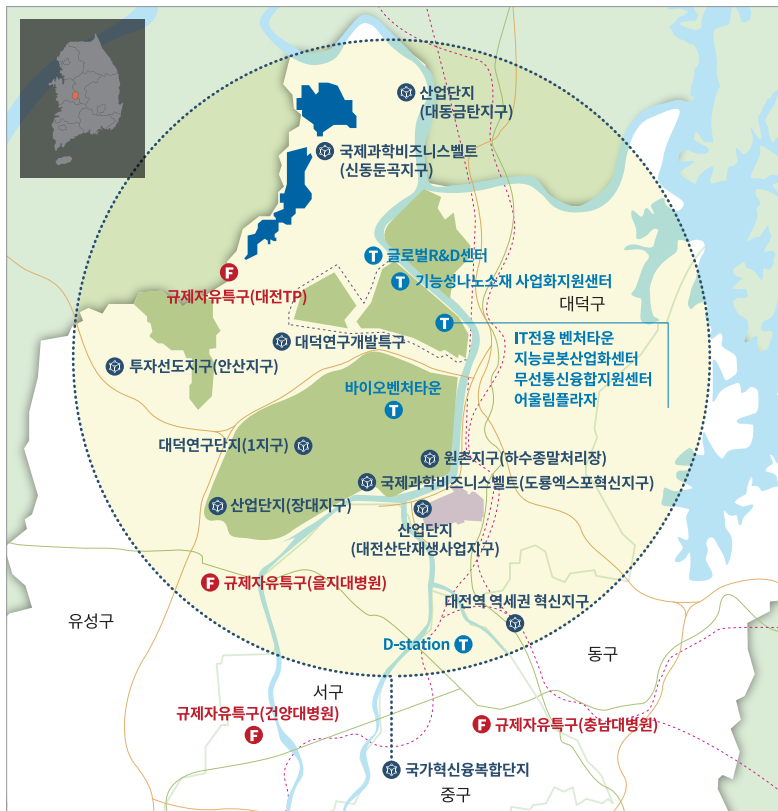 산업단지
(대동금탄지구)
국제과학비즈니스벨트
(신동둔곡지구)
T 글로벌R&D센터
F
규제자유특구(대전TP)
T 기능성나노소재 사업화지원샌터
대덕구
T
IT전용 벤처타운
지능로봇산업화센터
무선통신융합지원센터
어울림플라자
대덕연구개발특구
투자선도지구(안산지구)
바이오벤처타운
T
대덕연구단지(1지구)
원촌지구(하수종말처리장)
국제과학비즈니스벨트(도룡엑스포혁신지구)
산업단지(장대지구)
산업단지
(대전산단재생사업지구)
F 규제자유특구(을지대병원)
대전역 역세권 혁신지구
유성구
D-station T
동구
서구
규제자유특구(건양대병원)
F
F 규제자유특구(충남대병원)
국가혁신융복합단지
중구